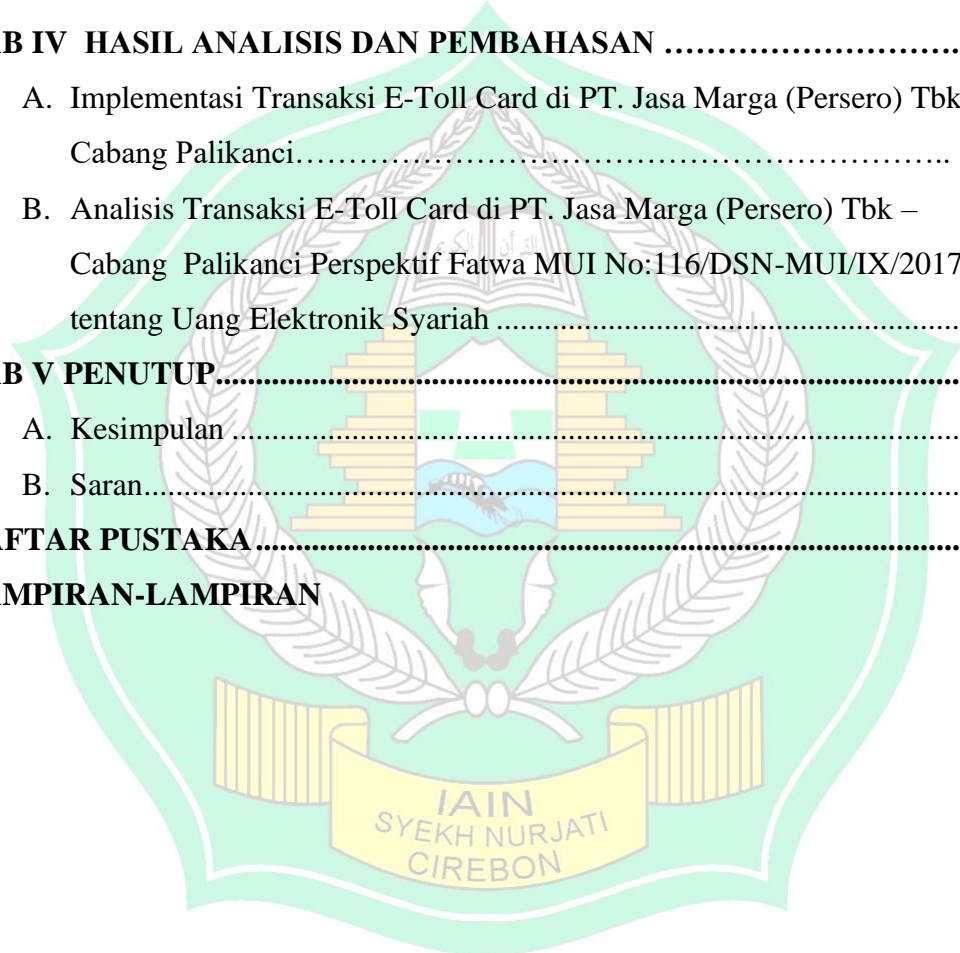 AB IV HASIL ANALISIS DAN PEMBAHASAN ……………………….
A. Implementasi Transaksi E-Toll Card di PT. Jasa Marga (Persero) Tbk
Cabang Palikanci……………………………………………………..
B. Analisis Transaksi E-Toll Card di PT. Jasa Marga (Persero) Tbk –
Cabang Palikanci Perspektif Fatwa MUI No:116/DSN-MUI/IX/2017
tentang Uang Elektronik Syariah ..........................................................
AB V PENUTUP..............................................................................................
A. Kesimpulan ...........................................................................................
B. Saran......................................................................................................
AFTAR PUSTAKA.........................................................................................
AMPIRAN-LAMPIRAN
IAIN
SYEKH NURJATI
CIREBON